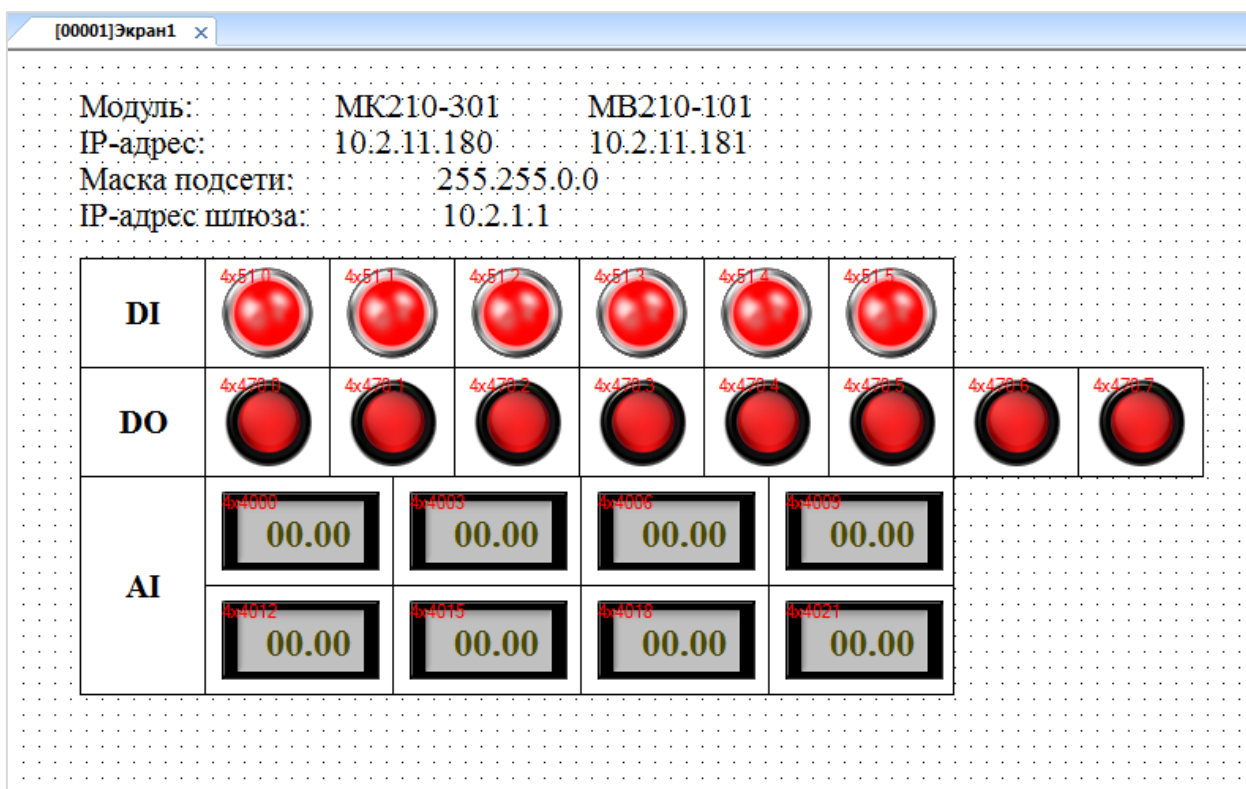 [00001]Экран1
Модуль: МК210-301 МВ210-101
IP-адрес: 10.2.11.180 10.2.11.181
Маска подсети: 255.255.0.0
IP-адрес шлюза: 10.2.1.1
4x51.0 4x51.1 4x51.2 4x51.3 4x51.4 4x51.5
DI
4x470.0 4x470.1 4x470.2 4x470.3 4x470.4 4x470.5 4x470.6 4x470.7
DO
4x4000 4x4003 4x4006 4x4009
00.00 00.00 00.00 00.00
AI
4x4012 4x4015 4x4018 4x4021
00.00 00.00 00.00 00.00